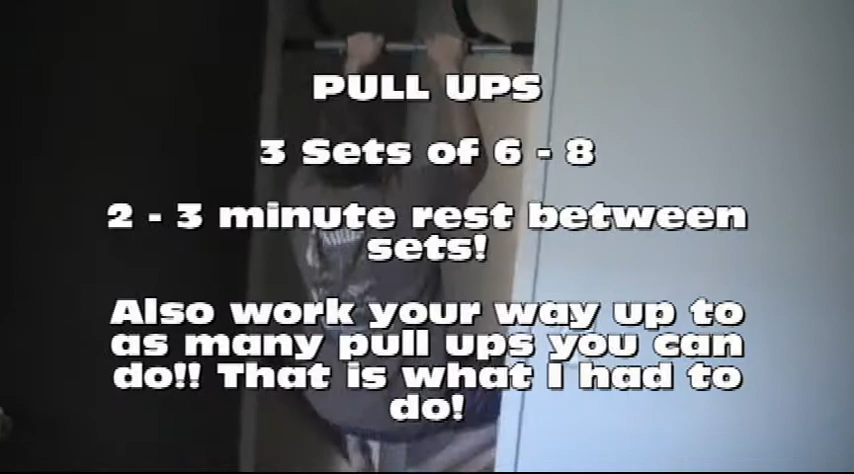 PULL UPS
3 Sets of 6 - 8
2 - 3 minute rest between
sets!
Also work your way up to
as many pull ups you can
do!! That is what I had to
do!